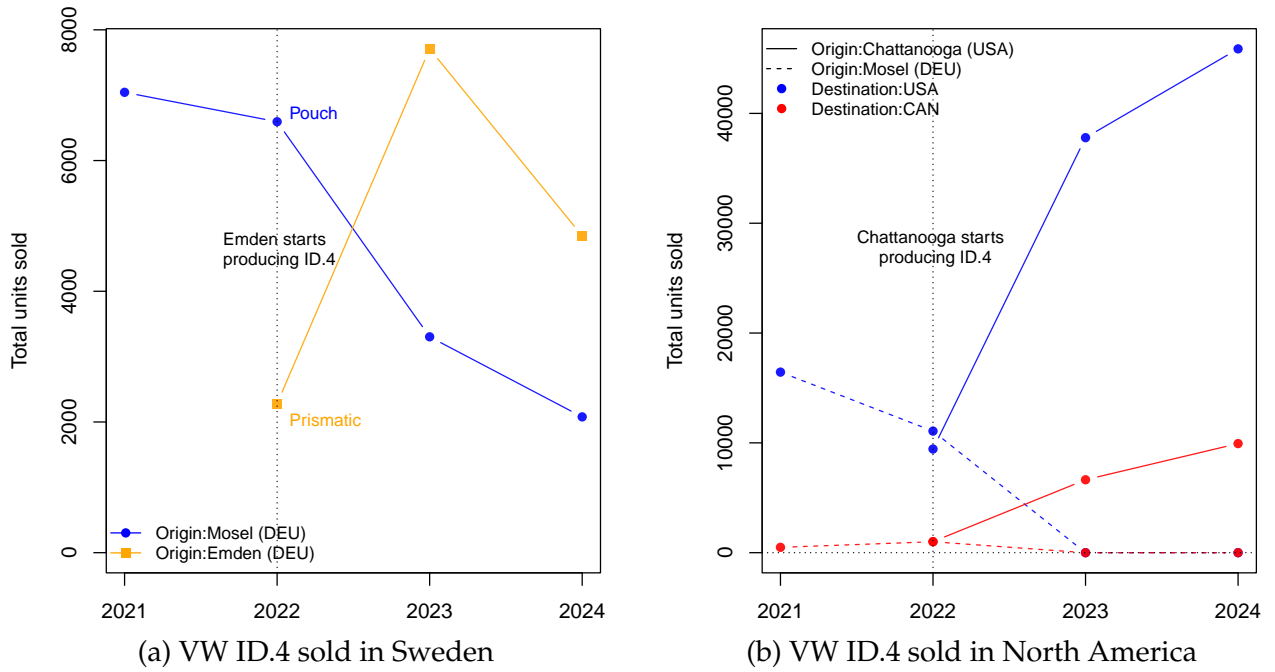 Total units sold
8000
6000
4000
2000
0
Pouch
Emden starts
producing ID.4
Prismatic
Origin:Mosel (DEU)
Origin:Emden (DEU)
2021 2022 2023 2024
(a) VW ID.4 sold in Sweden
Total units sold
40000
30000
20000
10000
0
Origin:Chattanooga (USA)
Origin:Mosel (DEU)
Destination:USA
Destination:CAN
Chattanooga starts
producing ID.4
2021 2022 2023 2024
(b) VW ID.4 sold in North America